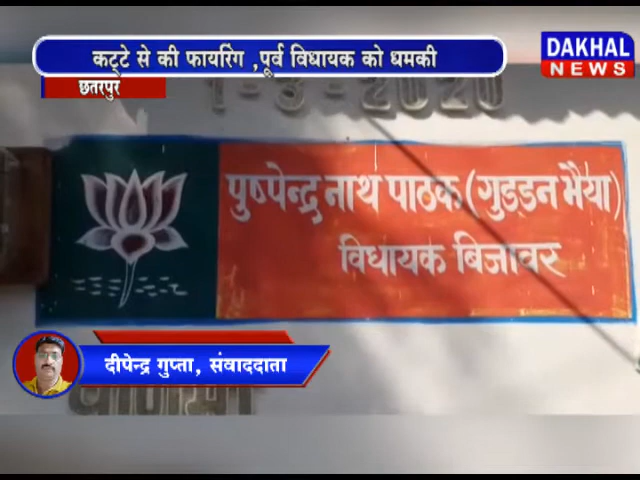 कट्टे से की फायरिंग ,पूर्व विधायक को धमकी
DAKHAL
NEWS
छतरपुर
1-3-2020
पुष्पेन्द्र नाथ पाठक (गुड्डन भैया)
विधायक बिजावर
दीपेन्द्र गुप्ता, संवाददाता